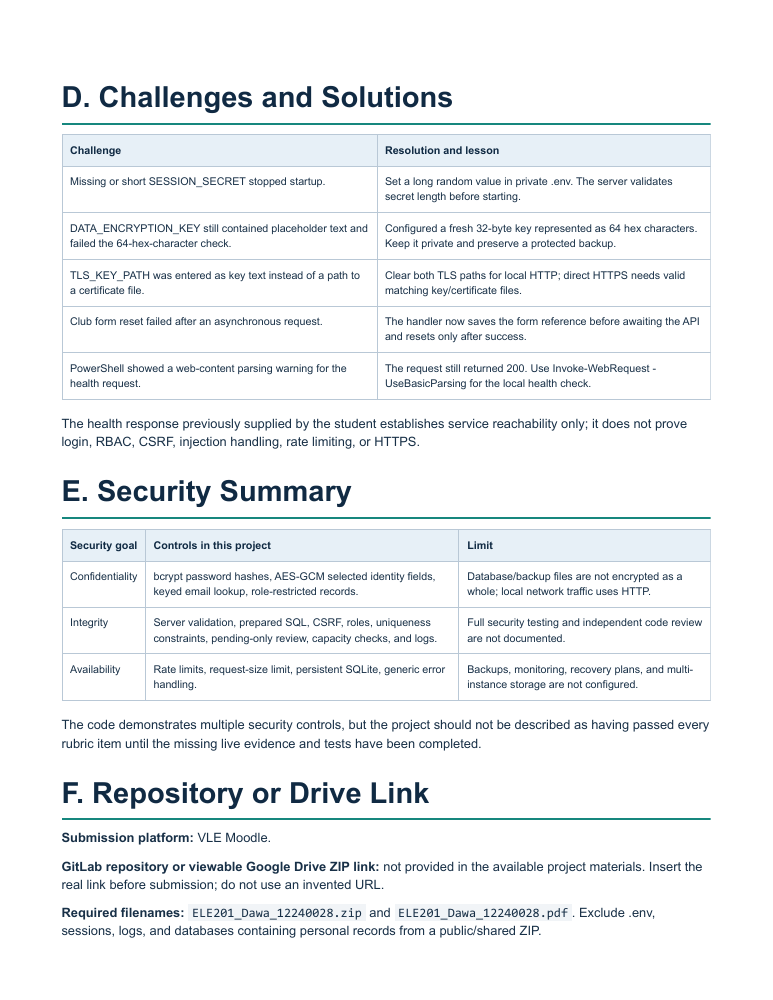 D. Challenges and Solutions
Challenge
Resolution and lesson
Missing or short SESSION_SECRET stopped startup.
Set a long random value in private .env. The server validates
secret length before starting.
DATA_ENCRYPTION_KEY still contained placeholder text and
failed the 64-hex-character check.
Configured a fresh 32-byte key represented as 64 hex characters.
Keep it private and preserve a protected backup.
TLS_KEY_PATH was entered as key text instead of a path to
a certificate file.
Clear both TLS paths for local HTTP; direct HTTPS needs valid
matching key/certificate files.
Club form reset failed after an asynchronous request.
The handler now saves the form reference before awaiting the API
and resets only after success.
PowerShell showed a web-content parsing warning for the
health request.
The request still returned 200. Use Invoke-WebRequest -
UseBasicParsing for the local health check.
The health response previously supplied by the student establishes service reachability only; it does not prove
login, RBAC, CSRF, injection handling, rate limiting, or HTTPS.
E. Security Summary
Security goal
Controls in this project
Limit
Confidentiality
bcrypt password hashes, AES-GCM selected identity fields,
keyed email lookup, role-restricted records.
Database/backup files are not encrypted as a
whole; local network traffic uses HTTP.
Integrity
Server validation, prepared SQL, CSRF, roles, uniqueness
constraints, pending-only review, capacity checks, and logs.
Full security testing and independent code review
are not documented.
Availability
Rate limits, request-size limit, persistent SQLite, generic error
handling.
Backups, monitoring, recovery plans, and multi-
instance storage are not configured.
The code demonstrates multiple security controls, but the project should not be described as having passed every
rubric item until the missing live evidence and tests have been completed.
F. Repository or Drive Link
Submission platform: VLE Moodle.
GitLab repository or viewable Google Drive ZIP link: not provided in the available project materials. Insert the
real link before submission; do not use an invented URL.
Required filenames: ELE201_Dawa_12240028.zip and ELE201_Dawa_12240028.pdf. Exclude .env,
sessions, logs, and databases containing personal records from a public/shared ZIP.